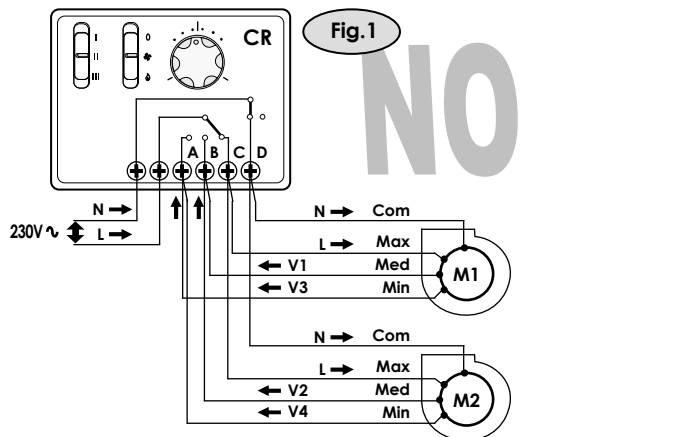 Fig.1
NO
CR
I
II
III
0
A B C D
N
230V
L
N Com
L Max
V1 Med
V3 Min
M1
N Com
L Max
V2 Med
V4 Min
M2